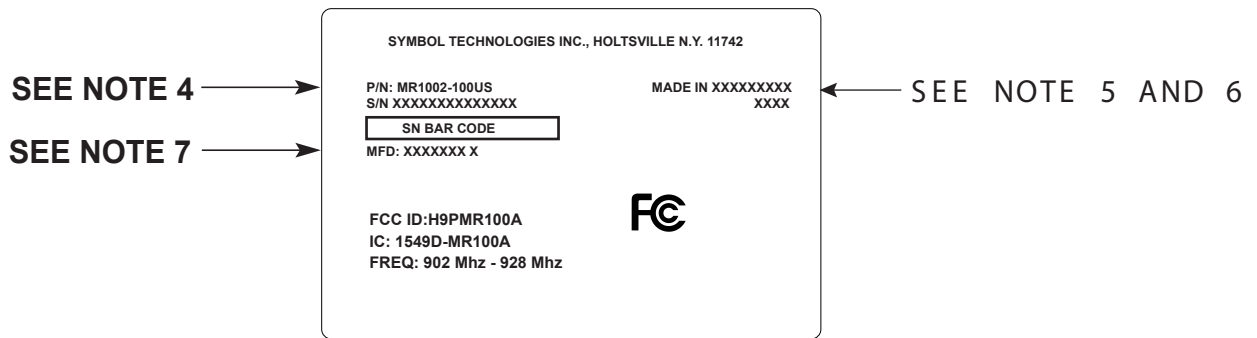 SYMBOL TECHNOLOGIES INC., HOLTSVILLE N.Y. 11742
SEE NOTE 4
P/N: MR1002-100US
MADE IN XXXXXXXXX
SEE NOTE 5 AND 6
S/N XXXXXXXXXXXXXX
XXXX
SN BAR CODE
SEE NOTE 7
MFD: XXXXXXX X
FC
FCC ID:H9PMR100A
IC: 1549D-MR100A
FREQ: 902 Mhz - 928 Mhz